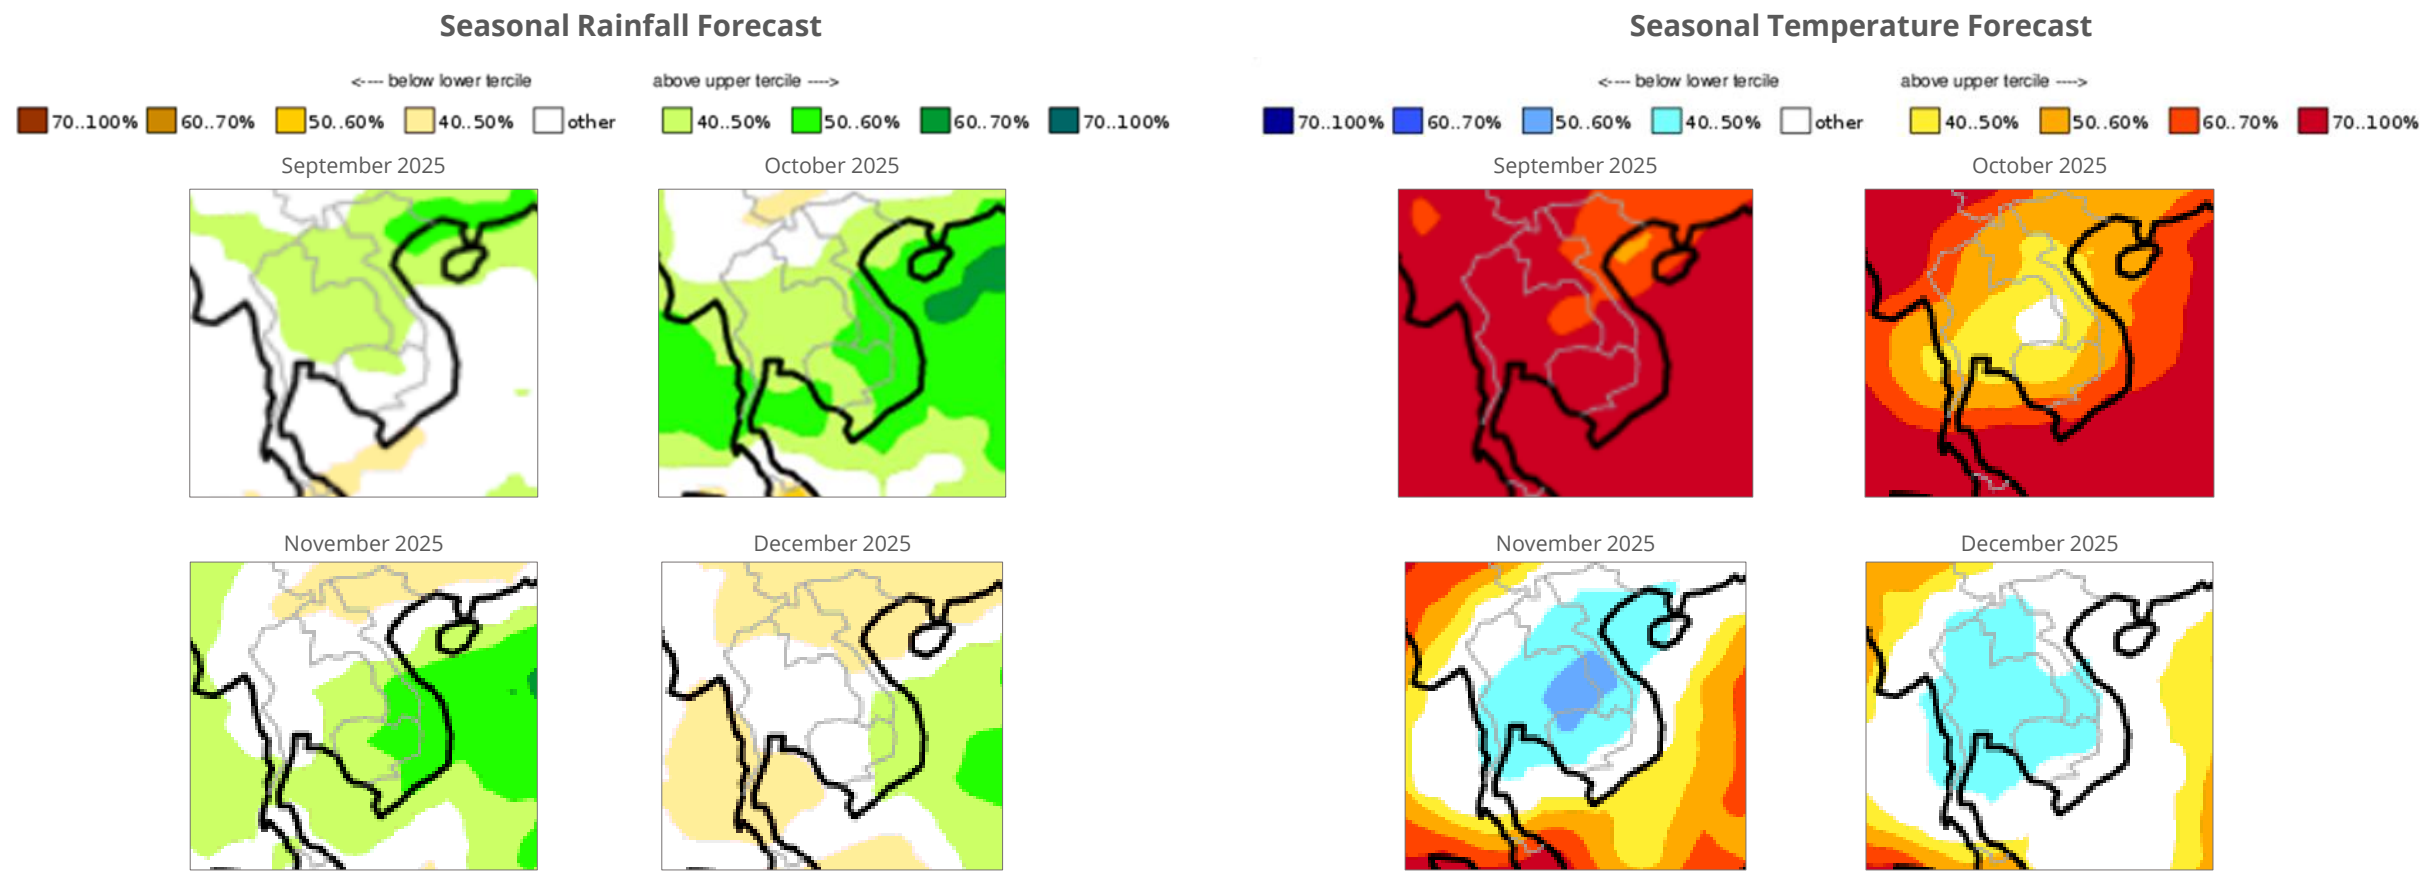 Seasonal Rainfall Forecast
<---- below lower tercile above upper tercile ---->
70..100% 60..70% 50..60% 40..50% other 40..50% 50..60% 60..70% 70..100%
September 2025 October 2025
November 2025 December 2025
Seasonal Temperature Forecast
<---- below lower tercile above upper tercile ---->
70..100% 60..70% 50..60% 40..50% other 40..50% 50..60% 60..70% 70..100%
September 2025 October 2025
November 2025 December 2025